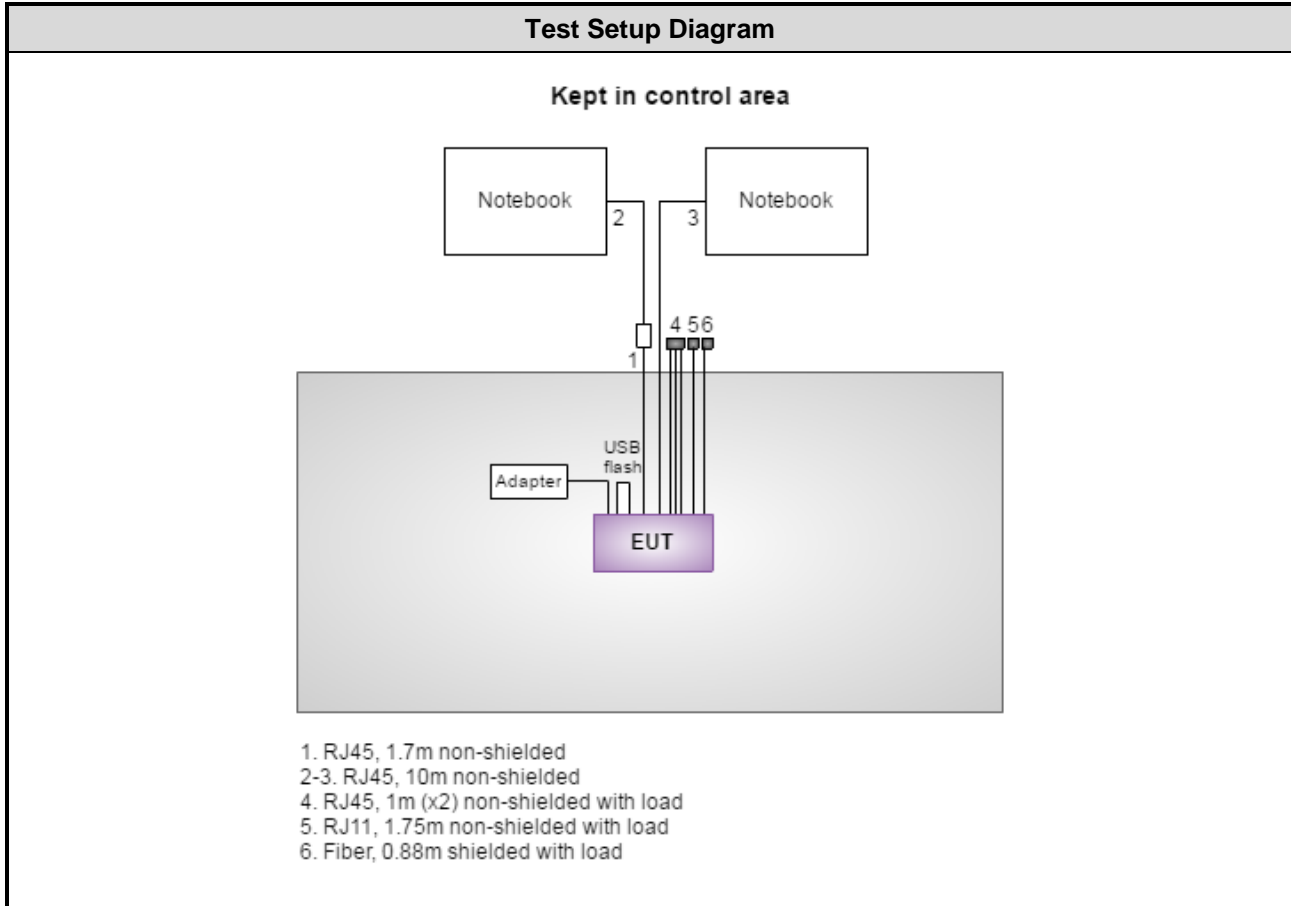 Test Setup Diagram
Kept in control area
Notebook
Notebook
2
3
4 5 6
1
USB
flash
Adapter
EUT
1. RJ45, 1.7m non-shielded
2-3. RJ45, 10m non-shielded
4. RJ45, 1m (x2) non-shielded with load
5. RJ11, 1.75m non-shielded with load
6. Fiber, 0.88m shielded with load